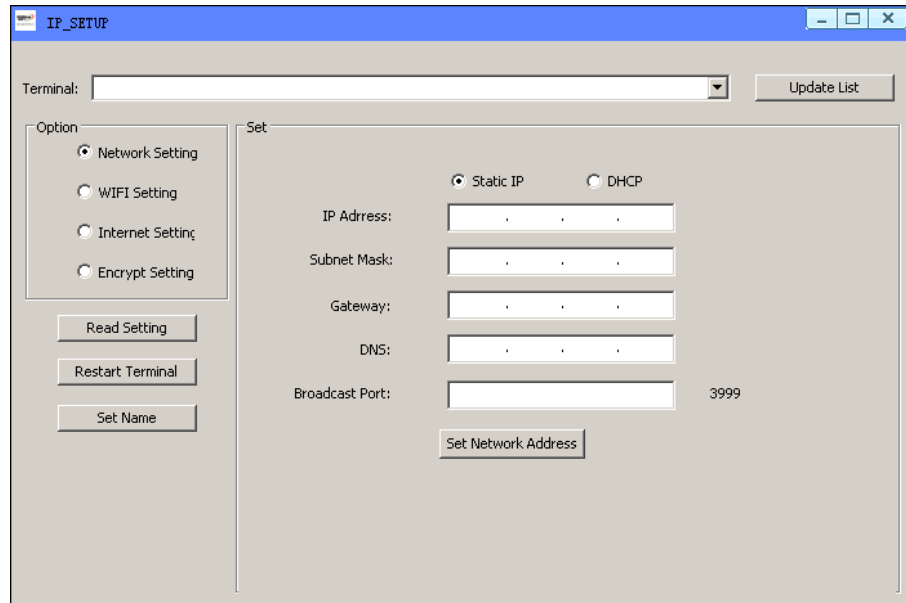 IP_SETUP
Terminal:
Update List
Option
Network Setting
WIFI Setting
Internet Setting
Encrypt Setting
Read Setting
Restart Terminal
Set Name
Set
Static IP DHCP
IP Adrress:
Subnet Mask:
Gateway:
DNS:
Broadcast Port: 3999
Set Network Address